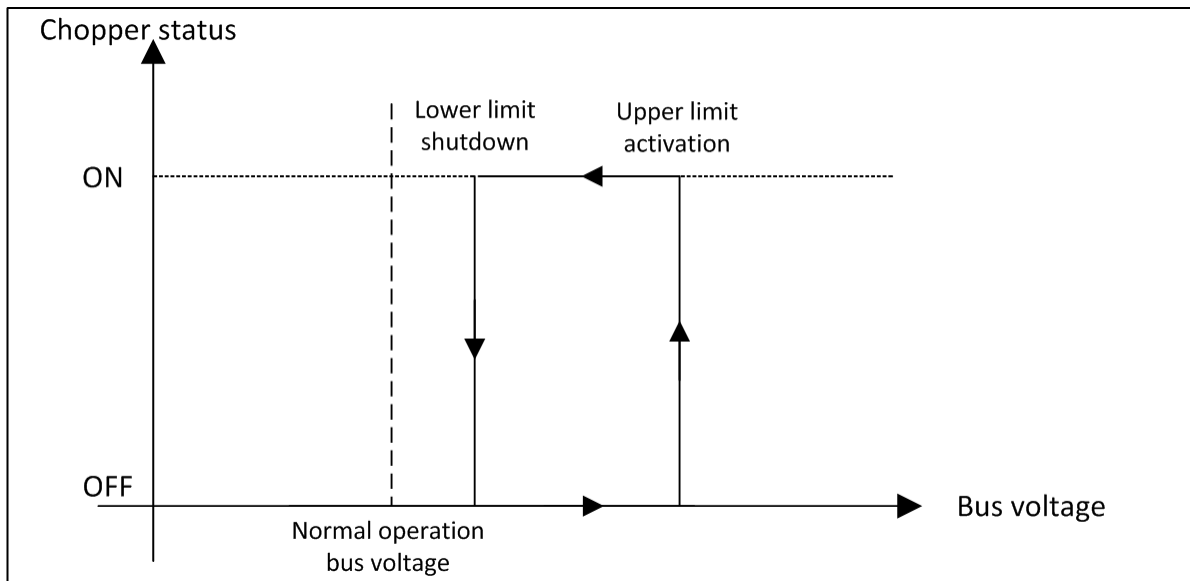 Chopper status
Lower limit
shutdown
Upper limit
activation
ON
OFF
Bus voltage
Normal operation
bus voltage